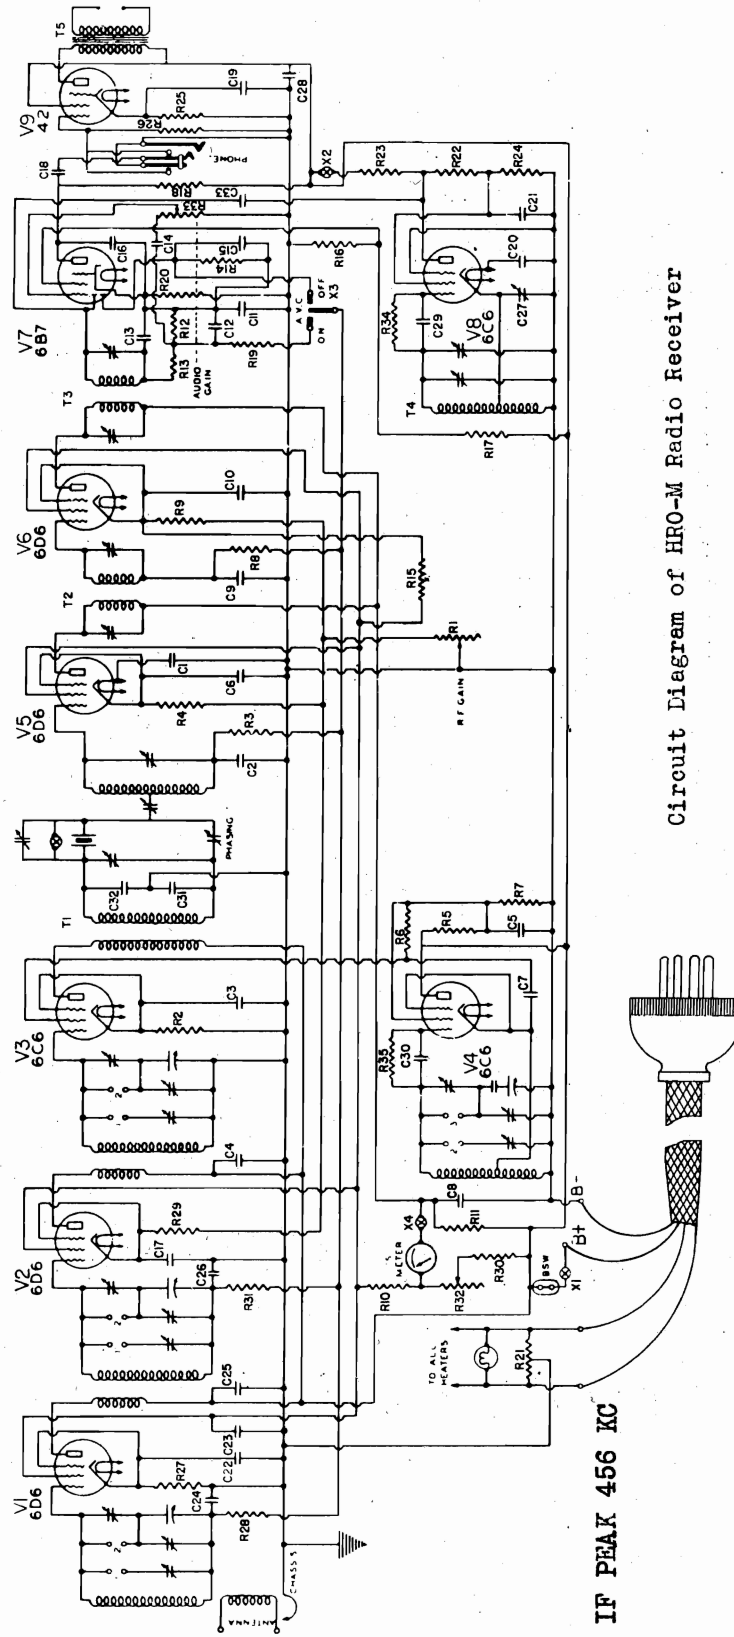 V1
6D6
V2
6D6
V3
6C6
T1
V5
6D6
T2
V6
6D6
T3
V7
6B7
V9
42
T5
C24
R27
C22
C23
C25
R28
1
2
C26
C17
R29
R31
1
2
C4
R2
C3
1
2
C32
C31
PHASING
C2
R3
R4
C6
C1
C9
R8
R9
C10
C13
R13
R12
R20
C16
C14
C15
R14
C12
C11
R19
AUDIO
GAIN
A V.C
ON
OFF
X3
R18
R33
C33
C18
PHONE.
R26
R25
C19
C28
ANTENNA
CHASSIS
R10
METER
X4
R32
R30
R11
C8
BSW
X1
B+
B-
TO ALL
HEATERS
R21
R35
C30
V4
6C6
R6
R5
R7
C5
C7
R1
R F GAIN
R15
R16
R17
X2
R23
R22
R24
R34
C29
V8
6C6
C27
C20
C21
T4
IF PEAK 456 KC
Circuit Diagram of HRO-M Radio Receiver